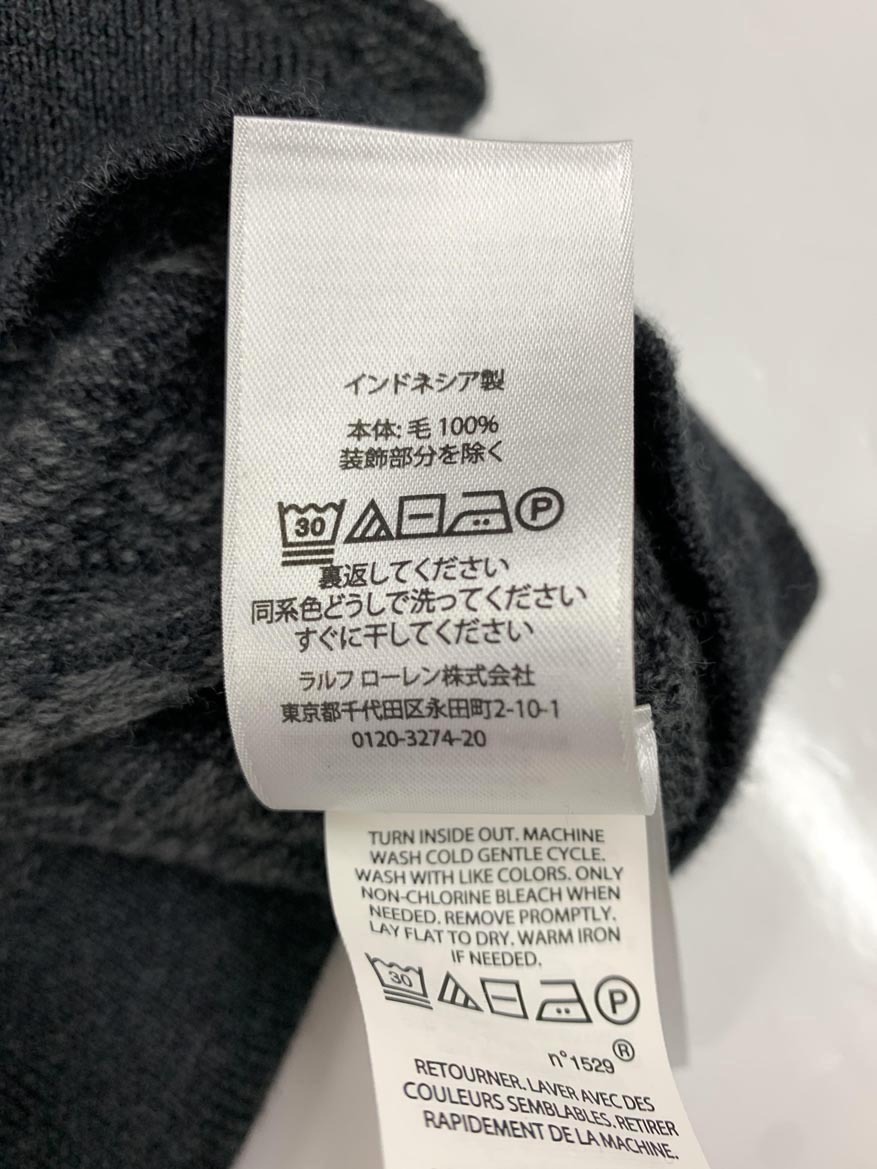 インドネシア製
本体: 毛 100%
装飾部分を除く
30 P
裏返してください
同系色どうしで洗ってください
すぐに干してください
ラルフ ローレン株式会社
東京都千代田区永田町2-10-1
0120-3274-20
TURN INSIDE OUT. MACHINE
WASH COLD GENTLE CYCLE.
WASH WITH LIKE COLORS. ONLY
NON-CHLORINE BLEACH WHEN
NEEDED. REMOVE PROMPTLY.
LAY FLAT TO DRY. WARM IRON
IF NEEDED.
30 P
n°1529®
RETOURNER. LAVER AVEC DES
COULEURS SEMBLABLES. RETIRER
RAPIDEMENT DE LA MACHINE.